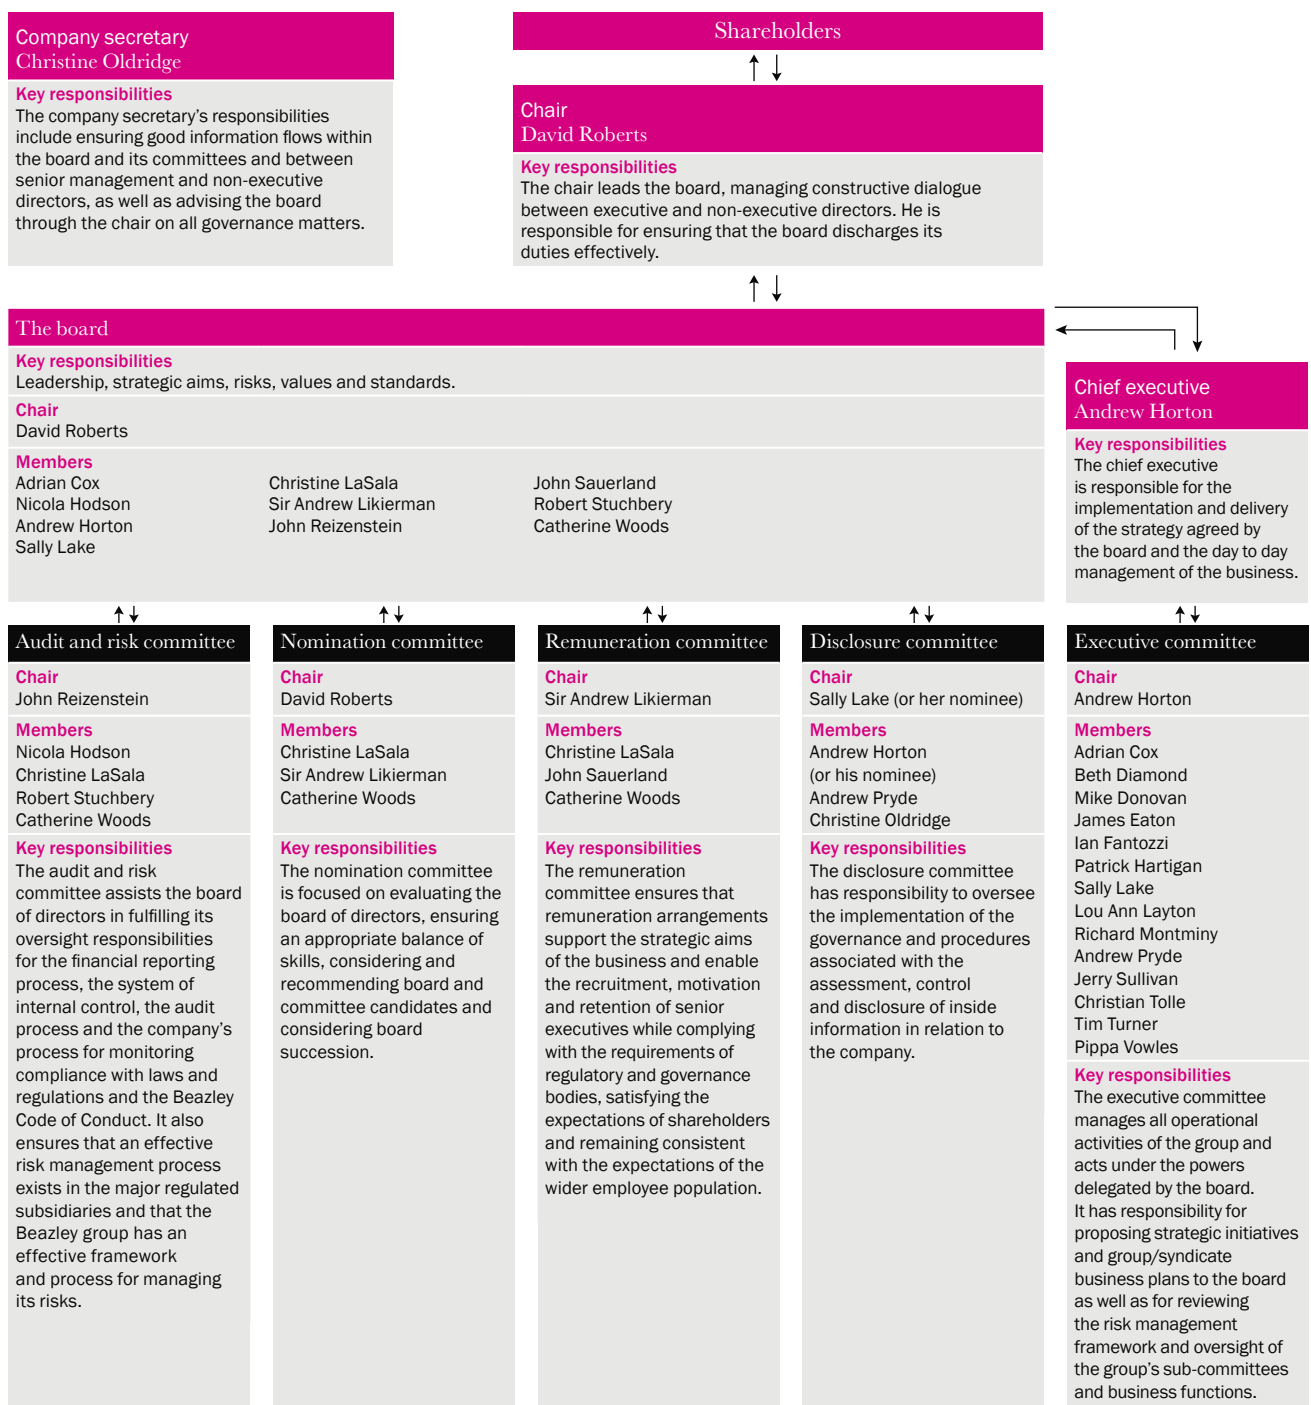 Company secretary
Christine Oldridge
Key responsibilities
The company secretary's responsibilities
include ensuring good information flows within
the board and its committees and between
senior management and non-executive
directors, as well as advising the board
through the chair on all governance matters.
Shareholders
Chair
David Roberts
Key responsibilities
The chair leads the board, managing constructive dialogue
between executive and non-executive directors. He is
responsible for ensuring that the board discharges its
duties effectively.
The board
Key responsibilities
Leadership, strategic aims, risks, values and standards.
Chair
David Roberts
Members
Adrian Cox
Nicola Hodson
Andrew Horton
Sally Lake
Christine LaSala
Sir Andrew Likierman
John Reizenstein
John Sauerland
Robert Stuchbery
Catherine Woods
Chief executive
Andrew Horton
Key responsibilities
The chief executive
is responsible for the
implementation and delivery
of the strategy agreed by
the board and the day to day
management of the business.
Audit and risk committee
Chair
John Reizenstein
Members
Nicola Hodson
Christine LaSala
Robert Stuchbery
Catherine Woods
Key responsibilities
The audit and risk
committee assists the board
of directors in fulfilling its
oversight responsibilities
for the financial reporting
process, the system of
internal control, the audit
process and the company's
process for monitoring
compliance with laws and
regulations and the Beazley
Code of Conduct. It also
ensures that an effective
risk management process
exists in the major regulated
subsidiaries and that the
Beazley group has an
effective framework
and process for managing
its risks.
Nomination committee
Chair
David Roberts
Members
Christine LaSala
Sir Andrew Likierman
Catherine Woods
Key responsibilities
The nomination committee
is focused on evaluating the
board of directors, ensuring
an appropriate balance of
skills, considering and
recommending board and
committee candidates and
considering board
succession.
Remuneration committee
Chair
Sir Andrew Likierman
Members
Christine LaSala
John Sauerland
Catherine Woods
Key responsibilities
The remuneration
committee ensures that
remuneration arrangements
support the strategic aims
of the business and enable
the recruitment, motivation
and retention of senior
executives while complying
with the requirements of
regulatory and governance
bodies, satisfying the
expectations of shareholders
and remaining consistent
with the expectations of the
wider employee population.
Disclosure committee
Chair
Sally Lake (or her nominee)
Members
Andrew Horton
(or his nominee)
Andrew Pryde
Christine Oldridge
Key responsibilities
The disclosure committee
has responsibility to oversee
the implementation of the
governance and procedures
associated with the
assessment, control
and disclosure of inside
information in relation to
the company.
Executive committee
Chair
Andrew Horton
Members
Adrian Cox
Beth Diamond
Mike Donovan
James Eaton
Ian Fantozzi
Patrick Hartigan
Sally Lake
Lou Ann Layton
Richard Montminy
Andrew Pryde
Jerry Sullivan
Christian Tolle
Tim Turner
Pippa Vowles
Key responsibilities
The executive committee
manages all operational
activities of the group and
acts under the powers
delegated by the board.
It has responsibility for
proposing strategic initiatives
and group/syndicate
business plans to the board
as well as for reviewing
the risk management
framework and oversight of
the group's sub-committees
and business functions.